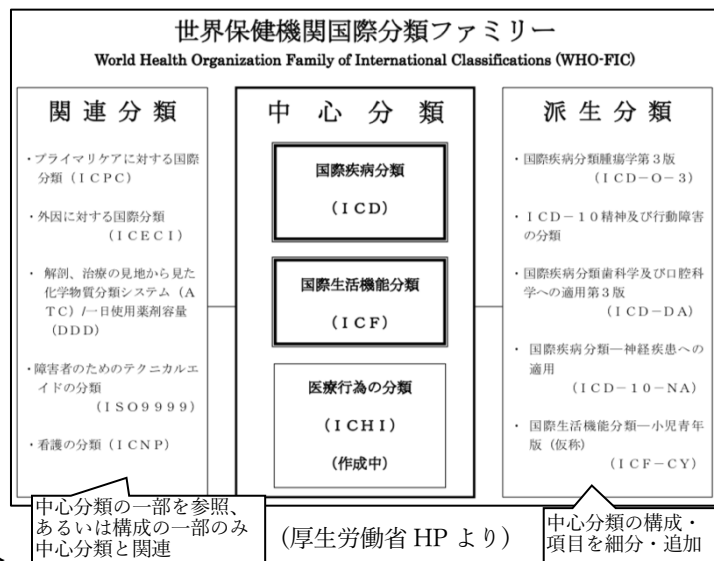 世界保健機関国際分類ファミリー
World Health Organization Family of International Classifications (WHO-FIC)
関連分類
・プライマリケアに対する国際
分類（ICPC）
・外因に対する国際分類
（ICECI）
・ 解剖、治療の見地から見た
化学物質分類システム（A
TC）/一日使用薬剤容量
（DDD）
・障害者のためのテクニカルエ
イドの分類
（ISO9999）
・看護の分類（ICNP）
中心分類の一部を参照、
あるいは構成の一部のみ
中心分類と関連
中心分類
国際疾病分類
（ICD）
国際生活機能分類
（ICF）
医療行為の分類
（ICHI）
（作成中）
(厚生労働省 HP より)
派生分類
・国際疾病分類腫瘍学第３版
（ICD－O－3）
・ＩＣＤ－10精神及び行動障害
の分類
・国際疾病分類歯科学及び口腔科
学への適用第３版
（ICD－DA）
・ 国際疾病分類―神経疾患への
適用
（ICD－10－NA）
・ 国際生活機能分類―小児青年
版（仮称）
（ICF－CY）
中心分類の構成・
項目を細分・追加